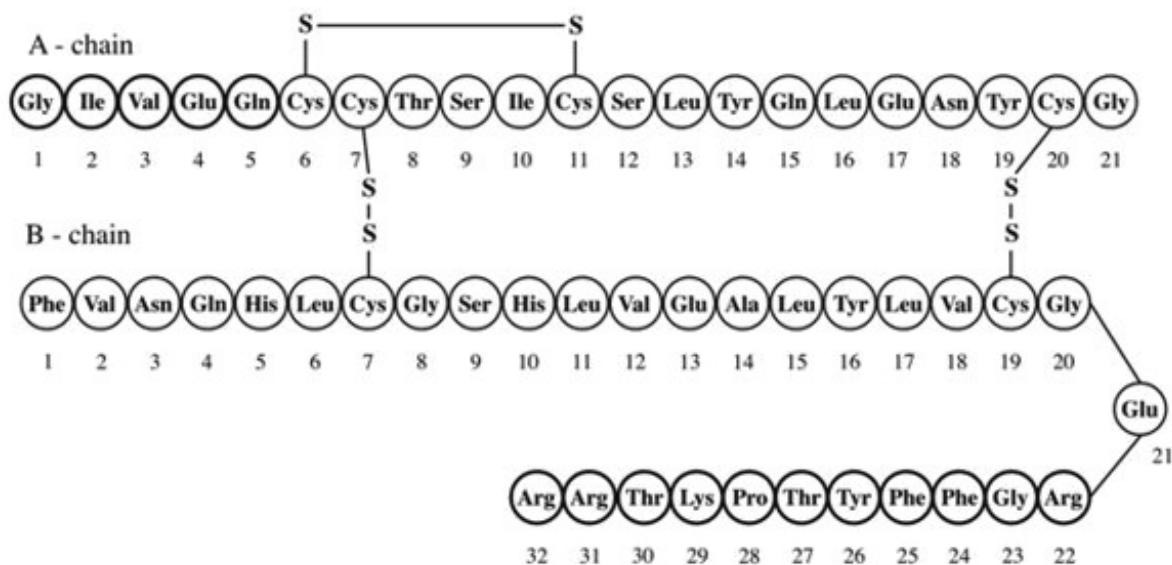 S S
A - chain
Gly Ile Val Glu Gln Cys Cys Thr Ser Ile Cys Ser Leu Tyr Gln Leu Glu Asn Tyr Cys Gly
1 2 3 4 5 6 7 8 9 10 11 12 13 14 15 16 17 18 19 20 21
S S
B - chain S S
Phe Val Asn Gln His Leu Cys Gly Ser His Leu Val Glu Ala Leu Tyr Leu Val Cys Gly
1 2 3 4 5 6 7 8 9 10 11 12 13 14 15 16 17 18 19 20
Glu
21
Arg Arg Thr Lys Pro Thr Tyr Phe Phe Gly Arg
32 31 30 29 28 27 26 25 24 23 22